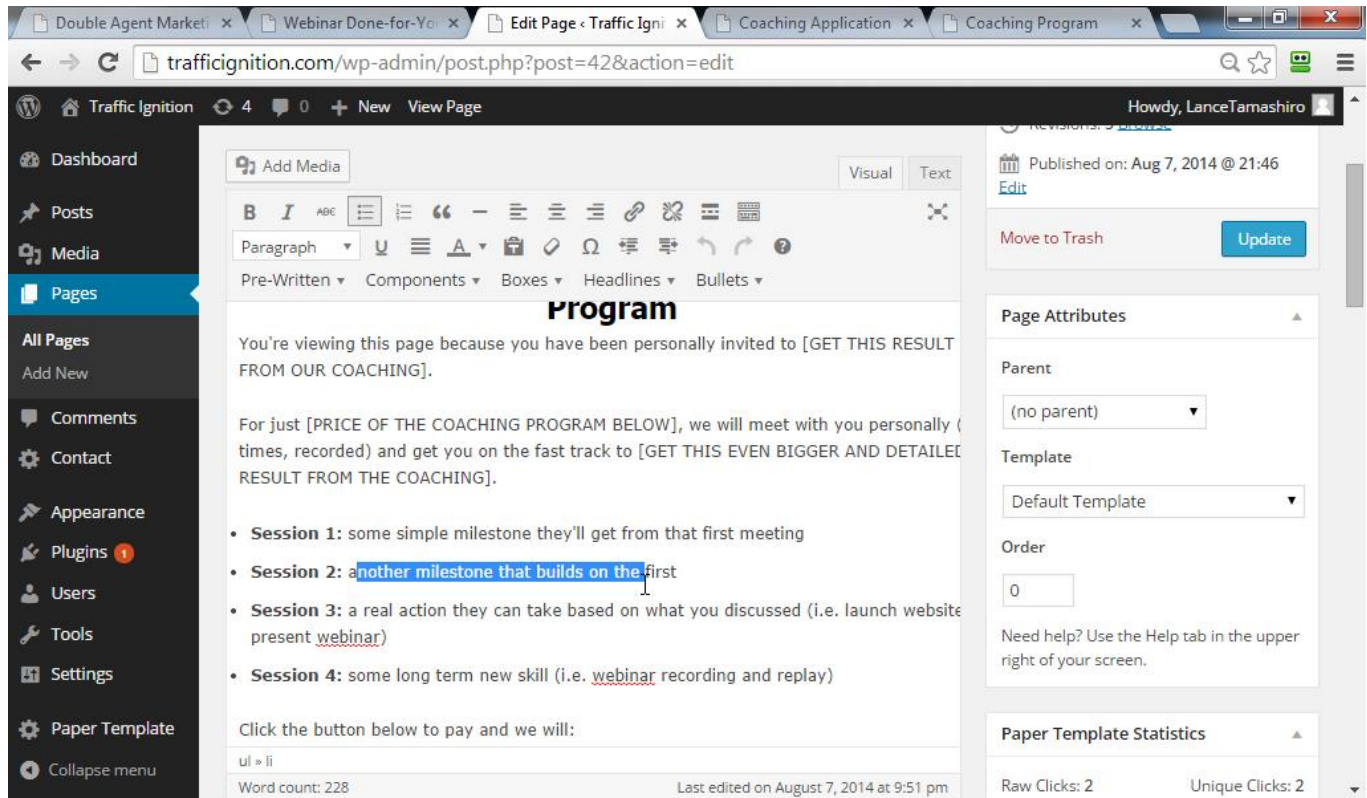 Double Agent Marketi
Webinar Done-for-Yo
Edit Page ‹ Traffic Igni
Coaching Application
Coaching Program
trafficignition.com/wp-admin/post.php?post=42&action=edit
Traffic Ignition 4 0 + New View Page
Howdy, LanceTamashiro
Dashboard
Posts
Media
Pages
All Pages
Add New
Comments
Contact
Appearance
Plugins 1
Users
Tools
Settings
Paper Template
Collapse menu
Add Media
Visual Text
B I ABC
Paragraph U A Ω
Pre-Written Components Boxes Headlines Bullets
Program
You're viewing this page because you have been personally invited to [GET THIS RESULT
FROM OUR COACHING].
For just [PRICE OF THE COACHING PROGRAM BELOW], we will meet with you personally (
times, recorded) and get you on the fast track to [GET THIS EVEN BIGGER AND DETAILED
RESULT FROM THE COACHING].
• Session 1: some simple milestone they'll get from that first meeting
• Session 2: another milestone that builds on the first
• Session 3: a real action they can take based on what you discussed (i.e. launch website
present webinar)
• Session 4: some long term new skill (i.e. webinar recording and replay)
Click the button below to pay and we will:
ul » li
Word count: 228
Last edited on August 7, 2014 at 9:51 pm
Revisions: 5 Browse
Published on: Aug 7, 2014 @ 21:46
Edit
Move to Trash
Update
Page Attributes
Parent
(no parent)
Template
Default Template
Order
0
Need help? Use the Help tab in the upper
right of your screen.
Paper Template Statistics
Raw Clicks: 2
Unique Clicks: 2